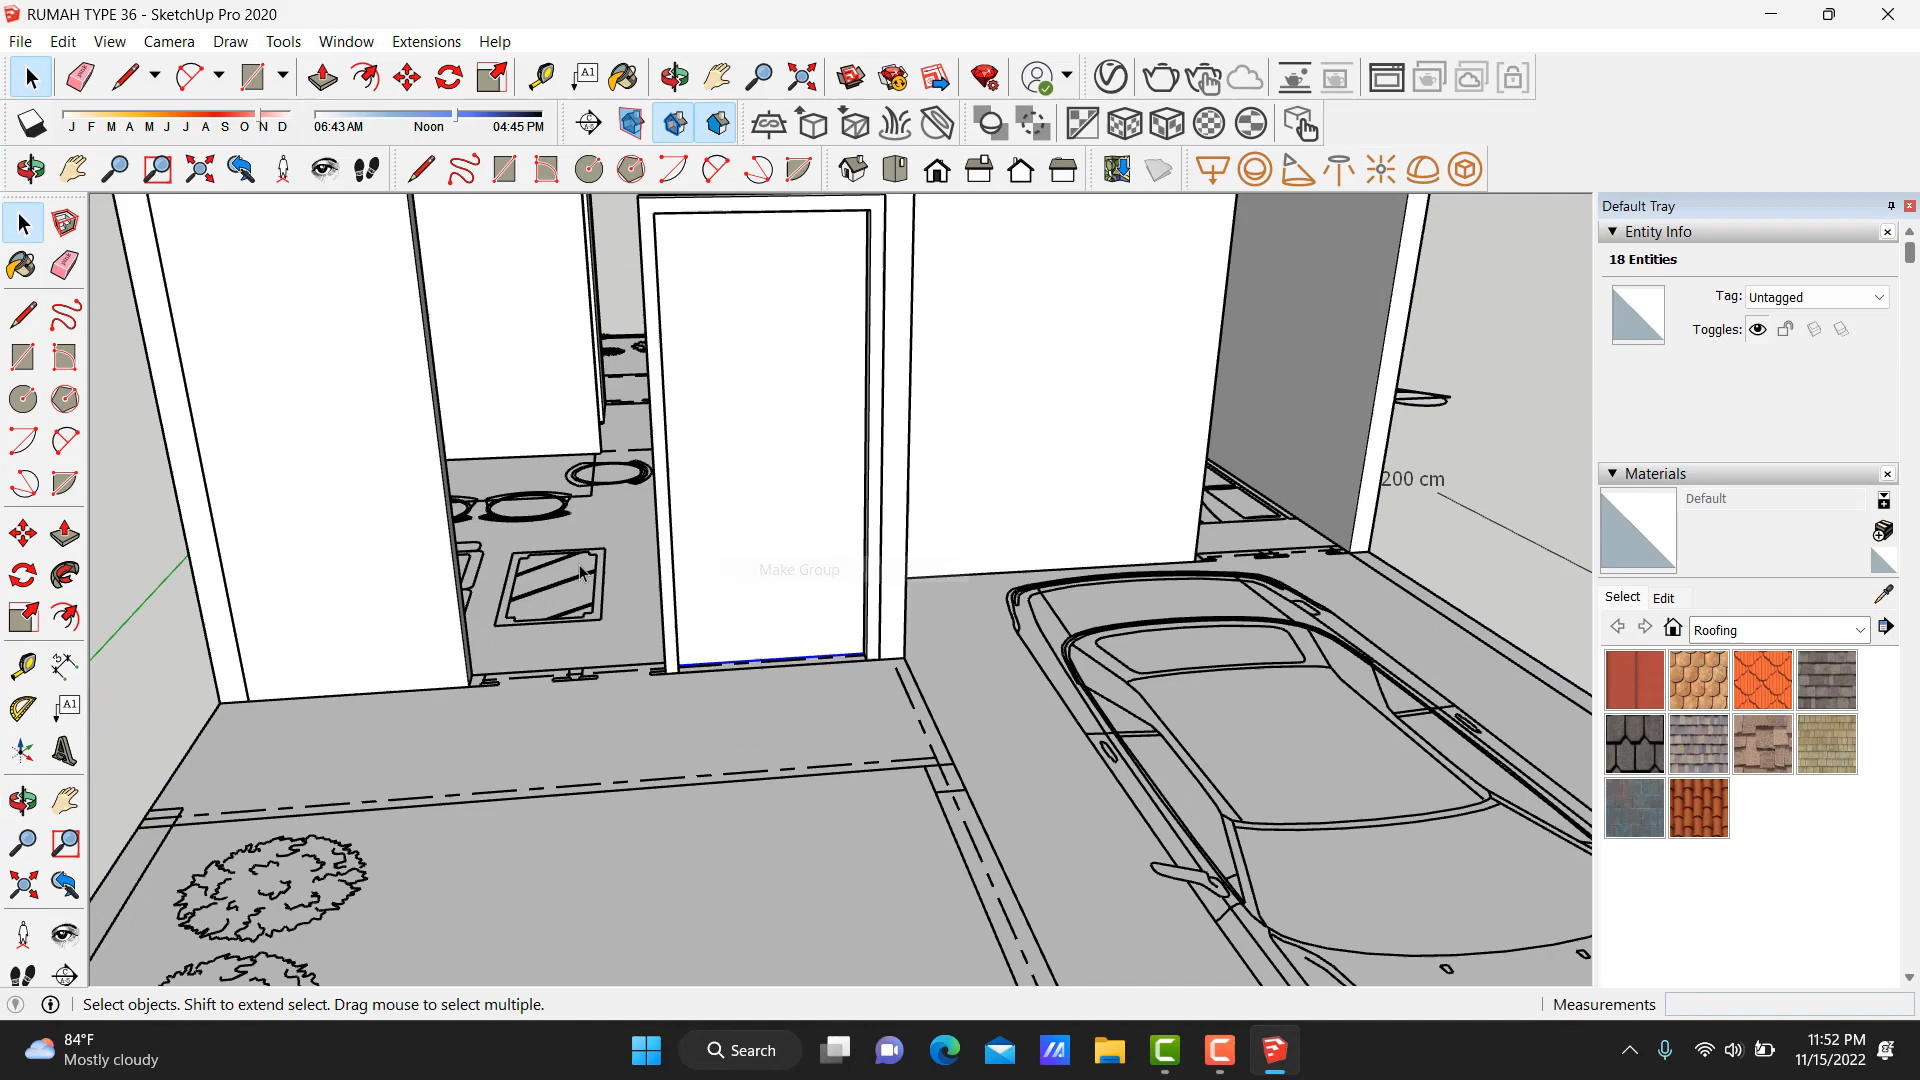 RUMAH TYPE 36 - SketchUp Pro 2020
File Edit View Camera Draw Tools Window Extensions Help
A1
J F M A M J J A S O N D 06:43 AM Noon 04:45 PM
Default Tray
Entity Info
18 Entities
Tag: Untagged
Toggles:
200 cm
Materials
Default
Make Group
Select Edit
Roofing
A1
Select objects. Shift to extend select. Drag mouse to select multiple.
Measurements
84°F
Mostly cloudy
Search
11:52 PM
11/15/2022